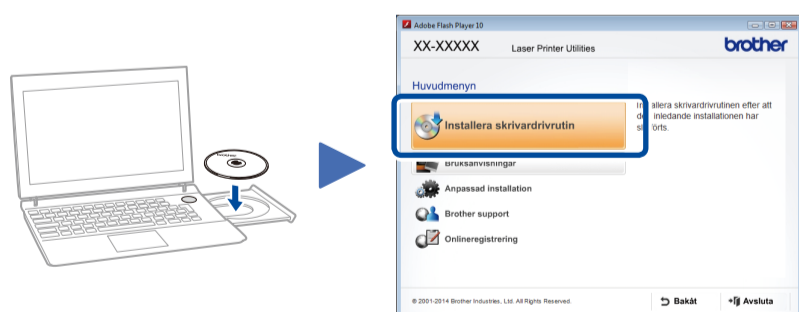 Adobe Flash Player 10
XX-XXXXX Laser Printer Utilities brother
Huvudmenyn
Installera skrivardrivrutin
allera skrivardrivrutinen efter att
inledande installationen har
Bruksanvisningar
Anpassad installation
Brother support
Onlineregistrering
© 2001-2014 Brother Industries, Ltd. All Rights Reserved.
Bakåt
Avsluta